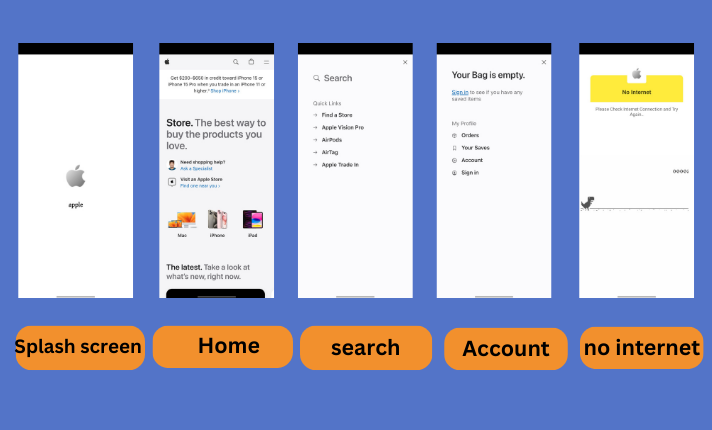 apple
Get $200–$650 in credit toward iPhone 16 or
iPhone 16 Pro when you trade in an iPhone 11 or
higher.* Shop iPhone >
Store. The best way to
buy the products you
love.
Need shopping help?
Ask a Specialist
Visit an Apple Store
Find one near you >
Mac
iPhone
iPad
The latest. Take a look at
what's new, right now.
Search
Quick Links
→ Find a Store
→ Apple Vision Pro
→ AirPods
→ AirTag
→ Apple Trade In
Your Bag is empty.
Sign in to see if you have any
saved items
My Profile
Orders
Your Saves
Account
Sign in
No Internet
Please Check Internet Connection and Try
Again.
Splash screen
Home
search
Account
no internet